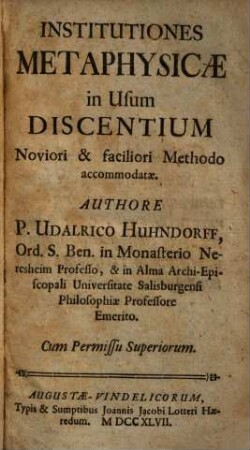 INSTITUTIONES
METAPHYSICÆ
in Usum
DISCENTIUM
Noviori & faciliori Methodo
accommodatæ.
AUTHORE
P. UDALRICO HUHNDORFF,
Ord. S. Ben. in Monasterio Ne-
resheim Professo, & in Alma Archi-Epi-
scopali Universitate Salisburgensi
Philosophiæ Professore
Emerito.
Cum Permissu Superiorum.
AUGUSTÆ-VINDELICORUM,
Typis & Sumptibus Joannis Jacobi Lotteri Hæ-
redum. M DCC XLVII.